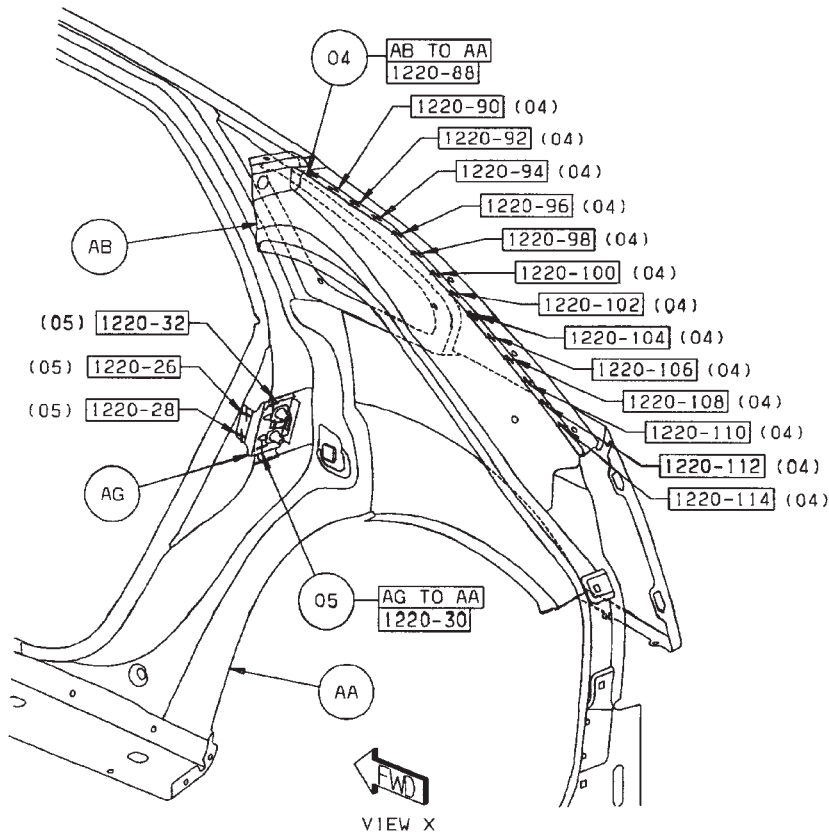 04 AB TO AA
1220-88
1220-90 (04)
1220-92 (04)
1220-94 (04)
1220-96 (04)
AB
1220-98 (04)
1220-100 (04)
1220-102 (04)
(05) 1220-32
1220-104 (04)
(05) 1220-26
1220-106 (04)
(05) 1220-28
1220-108 (04)
1220-110 (04)
1220-112 (04)
AG
1220-114 (04)
05 AG TO AA
1220-30
AA
FWD
VIEW X